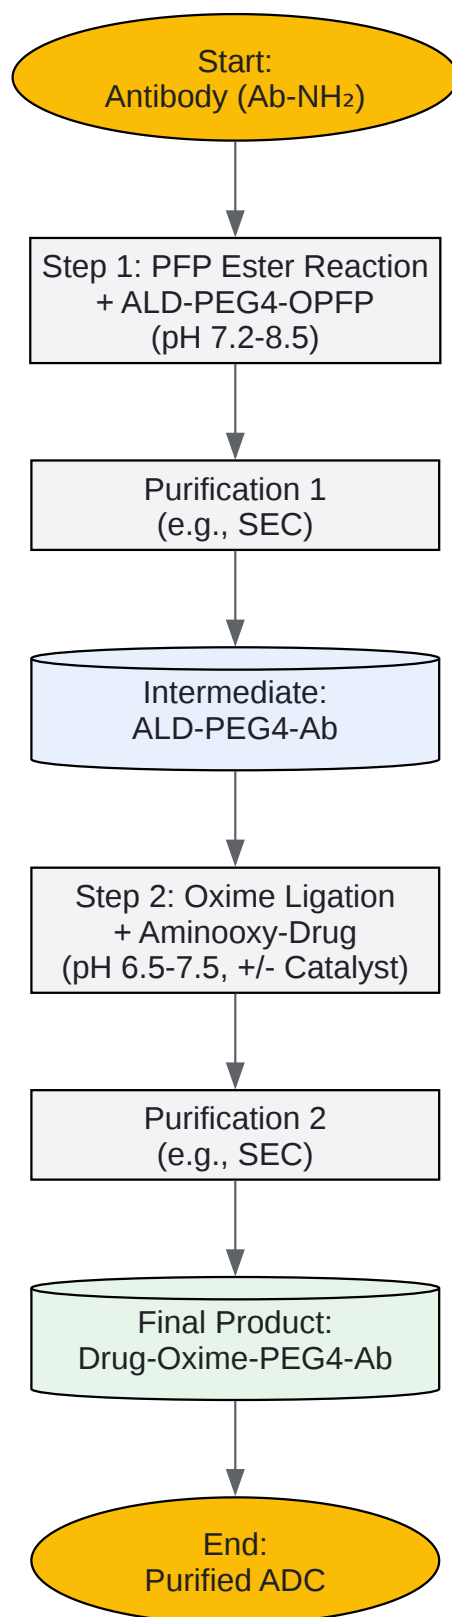 Start:
Antibody (Ab-NH₂)
Step 1: PFP Ester Reaction
+ ALD-PEG4-OPFP
(pH 7.2-8.5)
Purification 1
(e.g., SEC)
Intermediate:
ALD-PEG4-Ab
Step 2: Oxime Ligation
+ Aminooxy-Drug
(pH 6.5-7.5, +/- Catalyst)
Purification 2
(e.g., SEC)
Final Product:
Drug-Oxime-PEG4-Ab
End:
Purified ADC